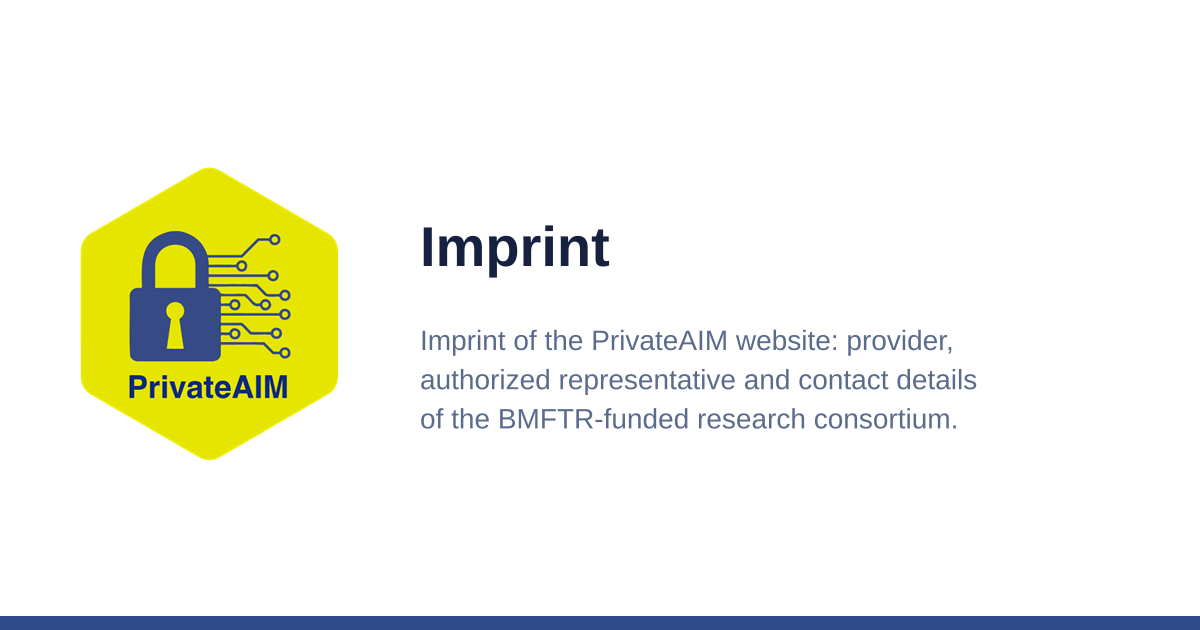 PrivateAIM
Imprint
Imprint of the PrivateAIM website: provider,
authorized representative and contact details
of the BMFTR-funded research consortium.